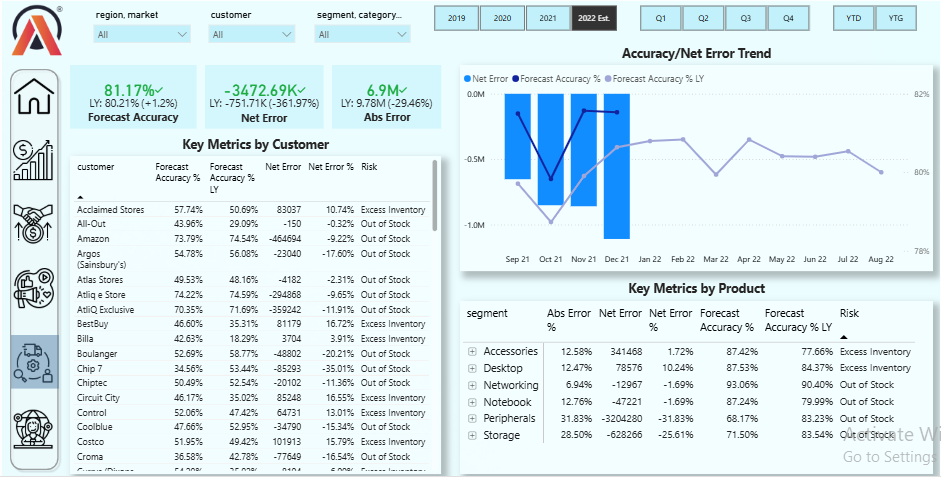 region, market
customer
segment, category...
All
All
All
2019
2020
2021
2022 Est.
Q1
Q2
Q3
Q4
YTD
YTG
81.17%✓
LY: 80.21% (+1.2%)
Forecast Accuracy
-3472.69K✓
LY: -751.71K (-361.97%)
Net Error
6.9M✓
LY: 9.78M (-29.46%)
Abs Error
Key Metrics by Customer
customer Forecast Accuracy % Forecast Accuracy % LY Net Error Net Error % Risk
Acclaimed Stores 57.74% 50.69% 83037 10.74% Excess Inventory
All-Out 43.96% 29.09% -150 -0.32% Out of Stock
Amazon 73.79% 74.54% -464694 -9.22% Out of Stock
Argos (Sainsbury's) 54.78% 56.08% -23040 -17.60% Out of Stock
Atlas Stores 49.53% 48.16% -4182 -2.31% Out of Stock
Atliq e Store 74.22% 74.59% -294868 -9.65% Out of Stock
AtliQ Exclusive 70.35% 71.69% -359242 -11.91% Out of Stock
BestBuy 46.60% 35.31% 81179 16.72% Excess Inventory
Billa 42.63% 18.29% 3704 3.91% Excess Inventory
Boulanger 52.69% 58.77% -48802 -20.21% Out of Stock
Chip 7 34.56% 53.44% -85293 -35.01% Out of Stock
Chiptec 50.49% 52.54% -20102 -11.36% Out of Stock
Circuit City 46.17% 35.02% 85248 16.55% Excess Inventory
Control 52.06% 47.42% 64731 13.01% Excess Inventory
Coolblue 47.66% 52.95% -34790 -15.34% Out of Stock
Costco 51.95% 49.42% 101913 15.79% Excess Inventory
Croma 36.58% 42.78% -77649 -16.54% Out of Stock
Accuracy/Net Error Trend
Net Error Forecast Accuracy % Forecast Accuracy % LY
0.0M
-0.5M
-1.0M
82%
80%
78%
Sep 21 Oct 21 Nov 21 Dec 21 Jan 22 Feb 22 Mar 22 Apr 22 May 22 Jun 22 Jul 22 Aug 22
Key Metrics by Product
segment Abs Error % Net Error Net Error % Forecast Accuracy % Forecast Accuracy % LY Risk
Accessories 12.58% 341468 1.72% 87.42% 77.66% Excess Inventory
Desktop 12.47% 78576 10.24% 87.53% 84.37% Excess Inventory
Networking 6.94% -12967 -1.69% 93.06% 90.40% Out of Stock
Notebook 12.76% -47221 -1.69% 87.24% 79.99% Out of Stock
Peripherals 31.83% -3204280 -31.83% 68.17% 83.23% Out of Stock
Storage 28.50% -628266 -25.61% 71.50% 83.54% Out of Stock
Activate Wi
Go to Settings